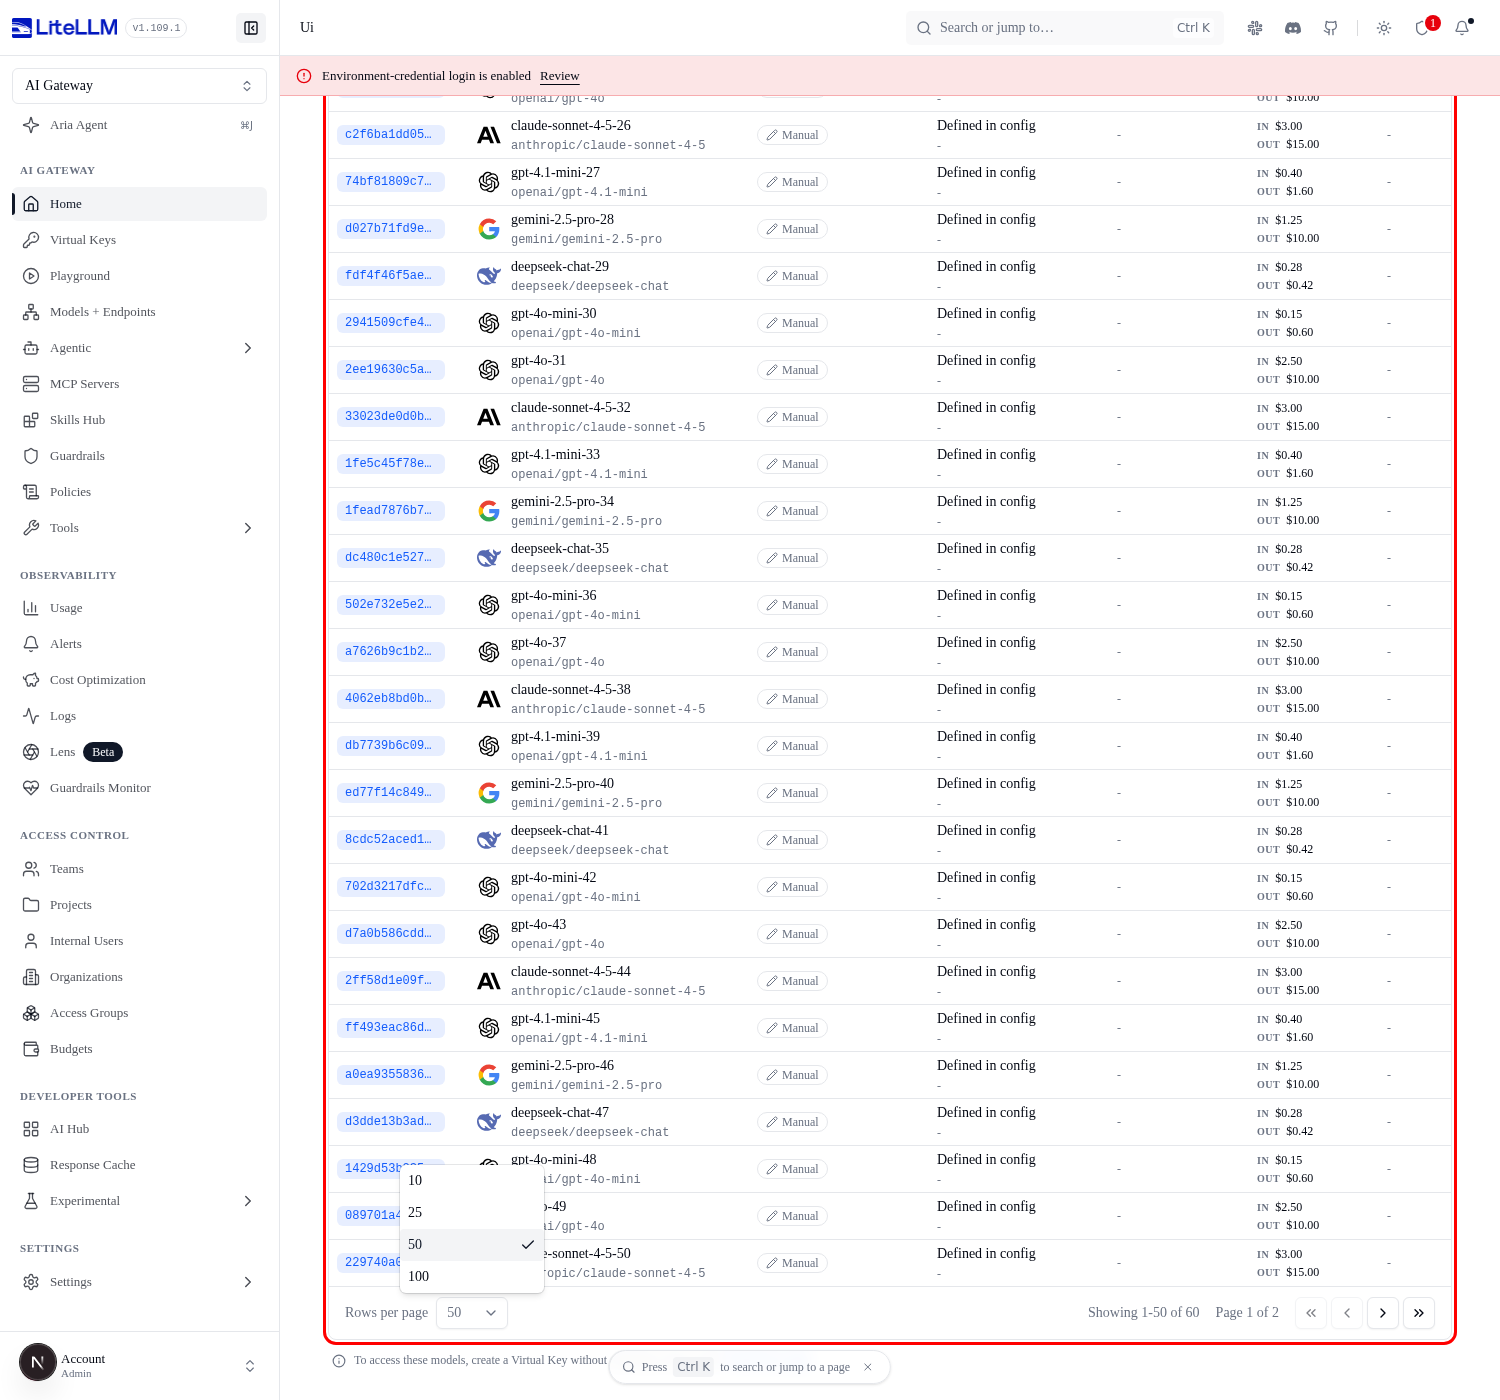 LiteLLM v1.109.1
Ui
Search or jump to… Ctrl K
1
AI Gateway
Environment-credential login is enabled Review
Aria Agent ⌘J
AI GATEWAY
Home
Virtual Keys
Playground
Models + Endpoints
Agentic
MCP Servers
Skills Hub
Guardrails
Policies
Tools
OBSERVABILITY
Usage
Alerts
Cost Optimization
Logs
Lens Beta
Guardrails Monitor
ACCESS CONTROL
Teams
Projects
Internal Users
Organizations
Access Groups
Budgets
DEVELOPER TOOLS
AI Hub
Response Cache
Experimental
SETTINGS
Settings
Account
Admin
openai/gpt-4o - OUT $10.00
c2f6ba1dd05… claude-sonnet-4-5-26 Manual Defined in config - IN $3.00 -
anthropic/claude-sonnet-4-5 - OUT $15.00
74bf81809c7… gpt-4.1-mini-27 Manual Defined in config - IN $0.40 -
openai/gpt-4.1-mini - OUT $1.60
d027b71fd9e… gemini-2.5-pro-28 Manual Defined in config - IN $1.25 -
gemini/gemini-2.5-pro - OUT $10.00
fdf4f46f5ae… deepseek-chat-29 Manual Defined in config - IN $0.28 -
deepseek/deepseek-chat - OUT $0.42
2941509cfe4… gpt-4o-mini-30 Manual Defined in config - IN $0.15 -
openai/gpt-4o-mini - OUT $0.60
2ee19630c5a… gpt-4o-31 Manual Defined in config - IN $2.50 -
openai/gpt-4o - OUT $10.00
33023de0d0b… claude-sonnet-4-5-32 Manual Defined in config - IN $3.00 -
anthropic/claude-sonnet-4-5 - OUT $15.00
1fe5c45f78e… gpt-4.1-mini-33 Manual Defined in config - IN $0.40 -
openai/gpt-4.1-mini - OUT $1.60
1fead7876b7… gemini-2.5-pro-34 Manual Defined in config - IN $1.25 -
gemini/gemini-2.5-pro - OUT $10.00
dc480c1e527… deepseek-chat-35 Manual Defined in config - IN $0.28 -
deepseek/deepseek-chat - OUT $0.42
502e732e5e2… gpt-4o-mini-36 Manual Defined in config - IN $0.15 -
openai/gpt-4o-mini - OUT $0.60
a7626b9c1b2… gpt-4o-37 Manual Defined in config - IN $2.50 -
openai/gpt-4o - OUT $10.00
4062eb8bd0b… claude-sonnet-4-5-38 Manual Defined in config - IN $3.00 -
anthropic/claude-sonnet-4-5 - OUT $15.00
db7739b6c09… gpt-4.1-mini-39 Manual Defined in config - IN $0.40 -
openai/gpt-4.1-mini - OUT $1.60
ed77f14c849… gemini-2.5-pro-40 Manual Defined in config - IN $1.25 -
gemini/gemini-2.5-pro - OUT $10.00
8cdc52aced1… deepseek-chat-41 Manual Defined in config - IN $0.28 -
deepseek/deepseek-chat - OUT $0.42
702d3217dfc… gpt-4o-mini-42 Manual Defined in config - IN $0.15 -
openai/gpt-4o-mini - OUT $0.60
d7a0b586cdd… gpt-4o-43 Manual Defined in config - IN $2.50 -
openai/gpt-4o - OUT $10.00
2ff58d1e09f… claude-sonnet-4-5-44 Manual Defined in config - IN $3.00 -
anthropic/claude-sonnet-4-5 - OUT $15.00
ff493eac86d… gpt-4.1-mini-45 Manual Defined in config - IN $0.40 -
openai/gpt-4.1-mini - OUT $1.60
a0ea9355836… gemini-2.5-pro-46 Manual Defined in config - IN $1.25 -
gemini/gemini-2.5-pro - OUT $10.00
d3dde13b3ad… deepseek-chat-47 Manual Defined in config - IN $0.28 -
deepseek/deepseek-chat - OUT $0.42
gpt-4o-mini-48 Manual Defined in config - IN $0.15 -
ai/gpt-4o-mini - OUT $0.60
089701a4 o-49 Manual Defined in config - IN $2.50 -
ai/gpt-4o - OUT $10.00
229740a e-sonnet-4-5-50 Manual Defined in config - IN $3.00 -
ropic/claude-sonnet-4-5 - OUT $15.00
10
25
50
100
Rows per page 50 Showing 1-50 of 60 Page 1 of 2
To access these models, create a Virtual Key without
Press Ctrl K to search or jump to a page